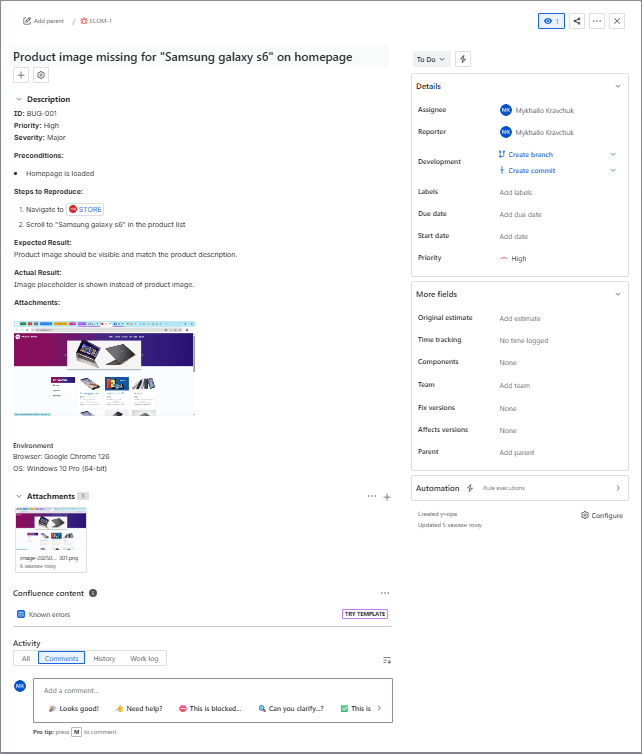 Add parent / ECOM-1
1
Product image missing for "Samsung galaxy s6" on homepage
Description
ID: BUG-001
Priority: High
Severity: Major
Preconditions:
• Homepage is loaded
Steps to Reproduce:
1. Navigate to STORE
2. Scroll to "Samsung galaxy s6" in the product list
Expected Result:
Product image should be visible and match the product description.
Actual Result:
Image placeholder is shown instead of product image.
Attachments:
Environment
Browser: Google Chrome 126
OS: Windows 10 Pro (64-bit)
Attachments 1
image-20250... 301.png
6 хвилин тому
Confluence content
Known errors
TRY TEMPLATE
Activity
All Comments History Work log
MK
Add a comment...
Looks good! Need help? This is blocked... Can you clarify...? This is
Pro tip: press M to comment
To Do
Details
Assignee MK Mykhailo Kravchuk
Reporter MK Mykhailo Kravchuk
Development Create branch
Create commit
Labels Add labels
Due date Add due date
Start date Add date
Priority High
More fields
Original estimate Add estimate
Time tracking No time logged
Components None
Team Add team
Fix versions None
Affects versions None
Parent Add parent
Automation Rule executions
Created учора
Updated 5 хвилин тому
Configure